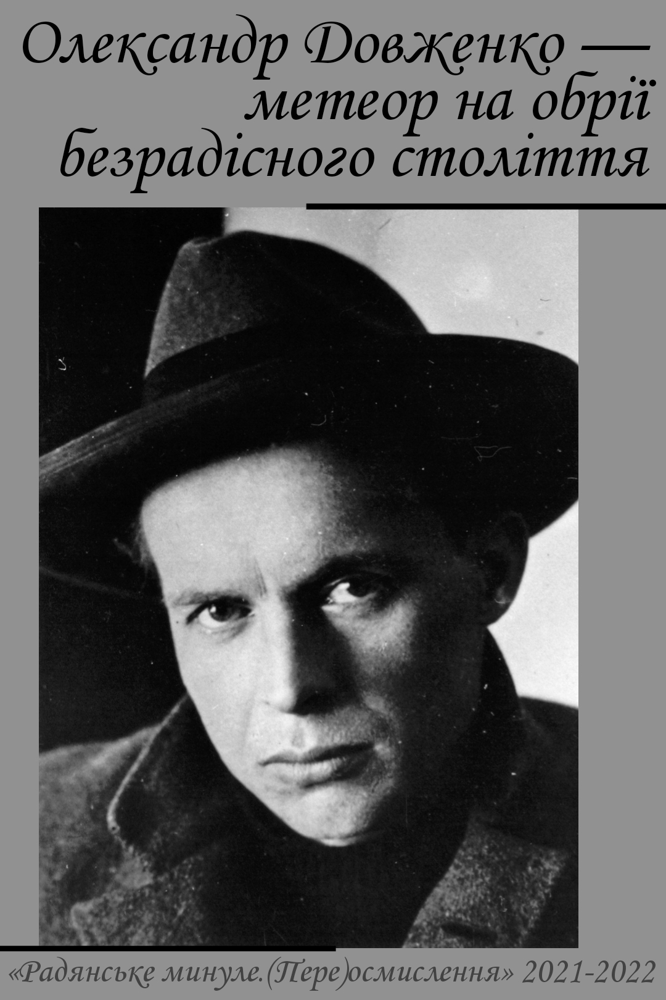 Олександр Довженко —
метеор на обрії
безрадісного століття
«Радянське минуле.(Пере)осмислення» 2021-2022